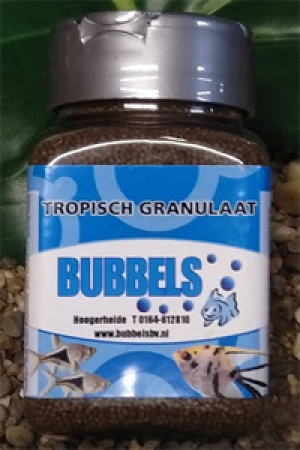 TROPISCH GRANULAAT
BUBBELS
Hoogerheide T 0164-612810
www.bubbelsbv.nl